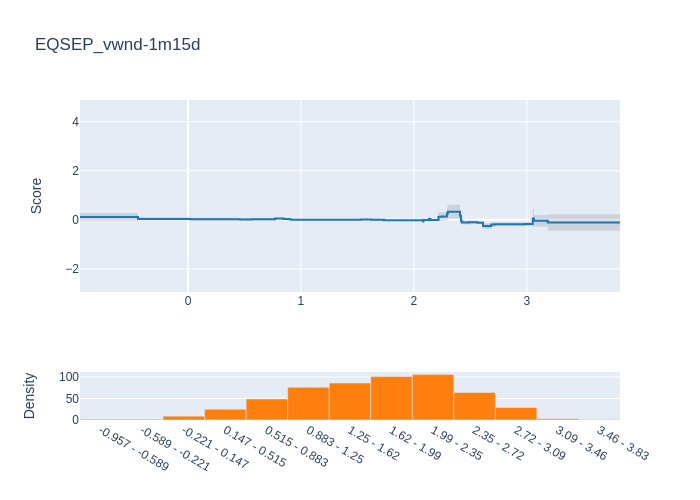 EQSEP_vwnd-1m15d
Score
4
2
0
−2
0
1
2
3
Density
100
50
0
-0.957 - -0.589
-0.589 - -0.221
-0.221 - 0.147
0.147 - 0.515
0.515 - 0.883
0.883 - 1.25
1.25 - 1.62
1.62 - 1.99
1.99 - 2.35
2.35 - 2.72
2.72 - 3.09
3.09 - 3.46
3.46 - 3.83